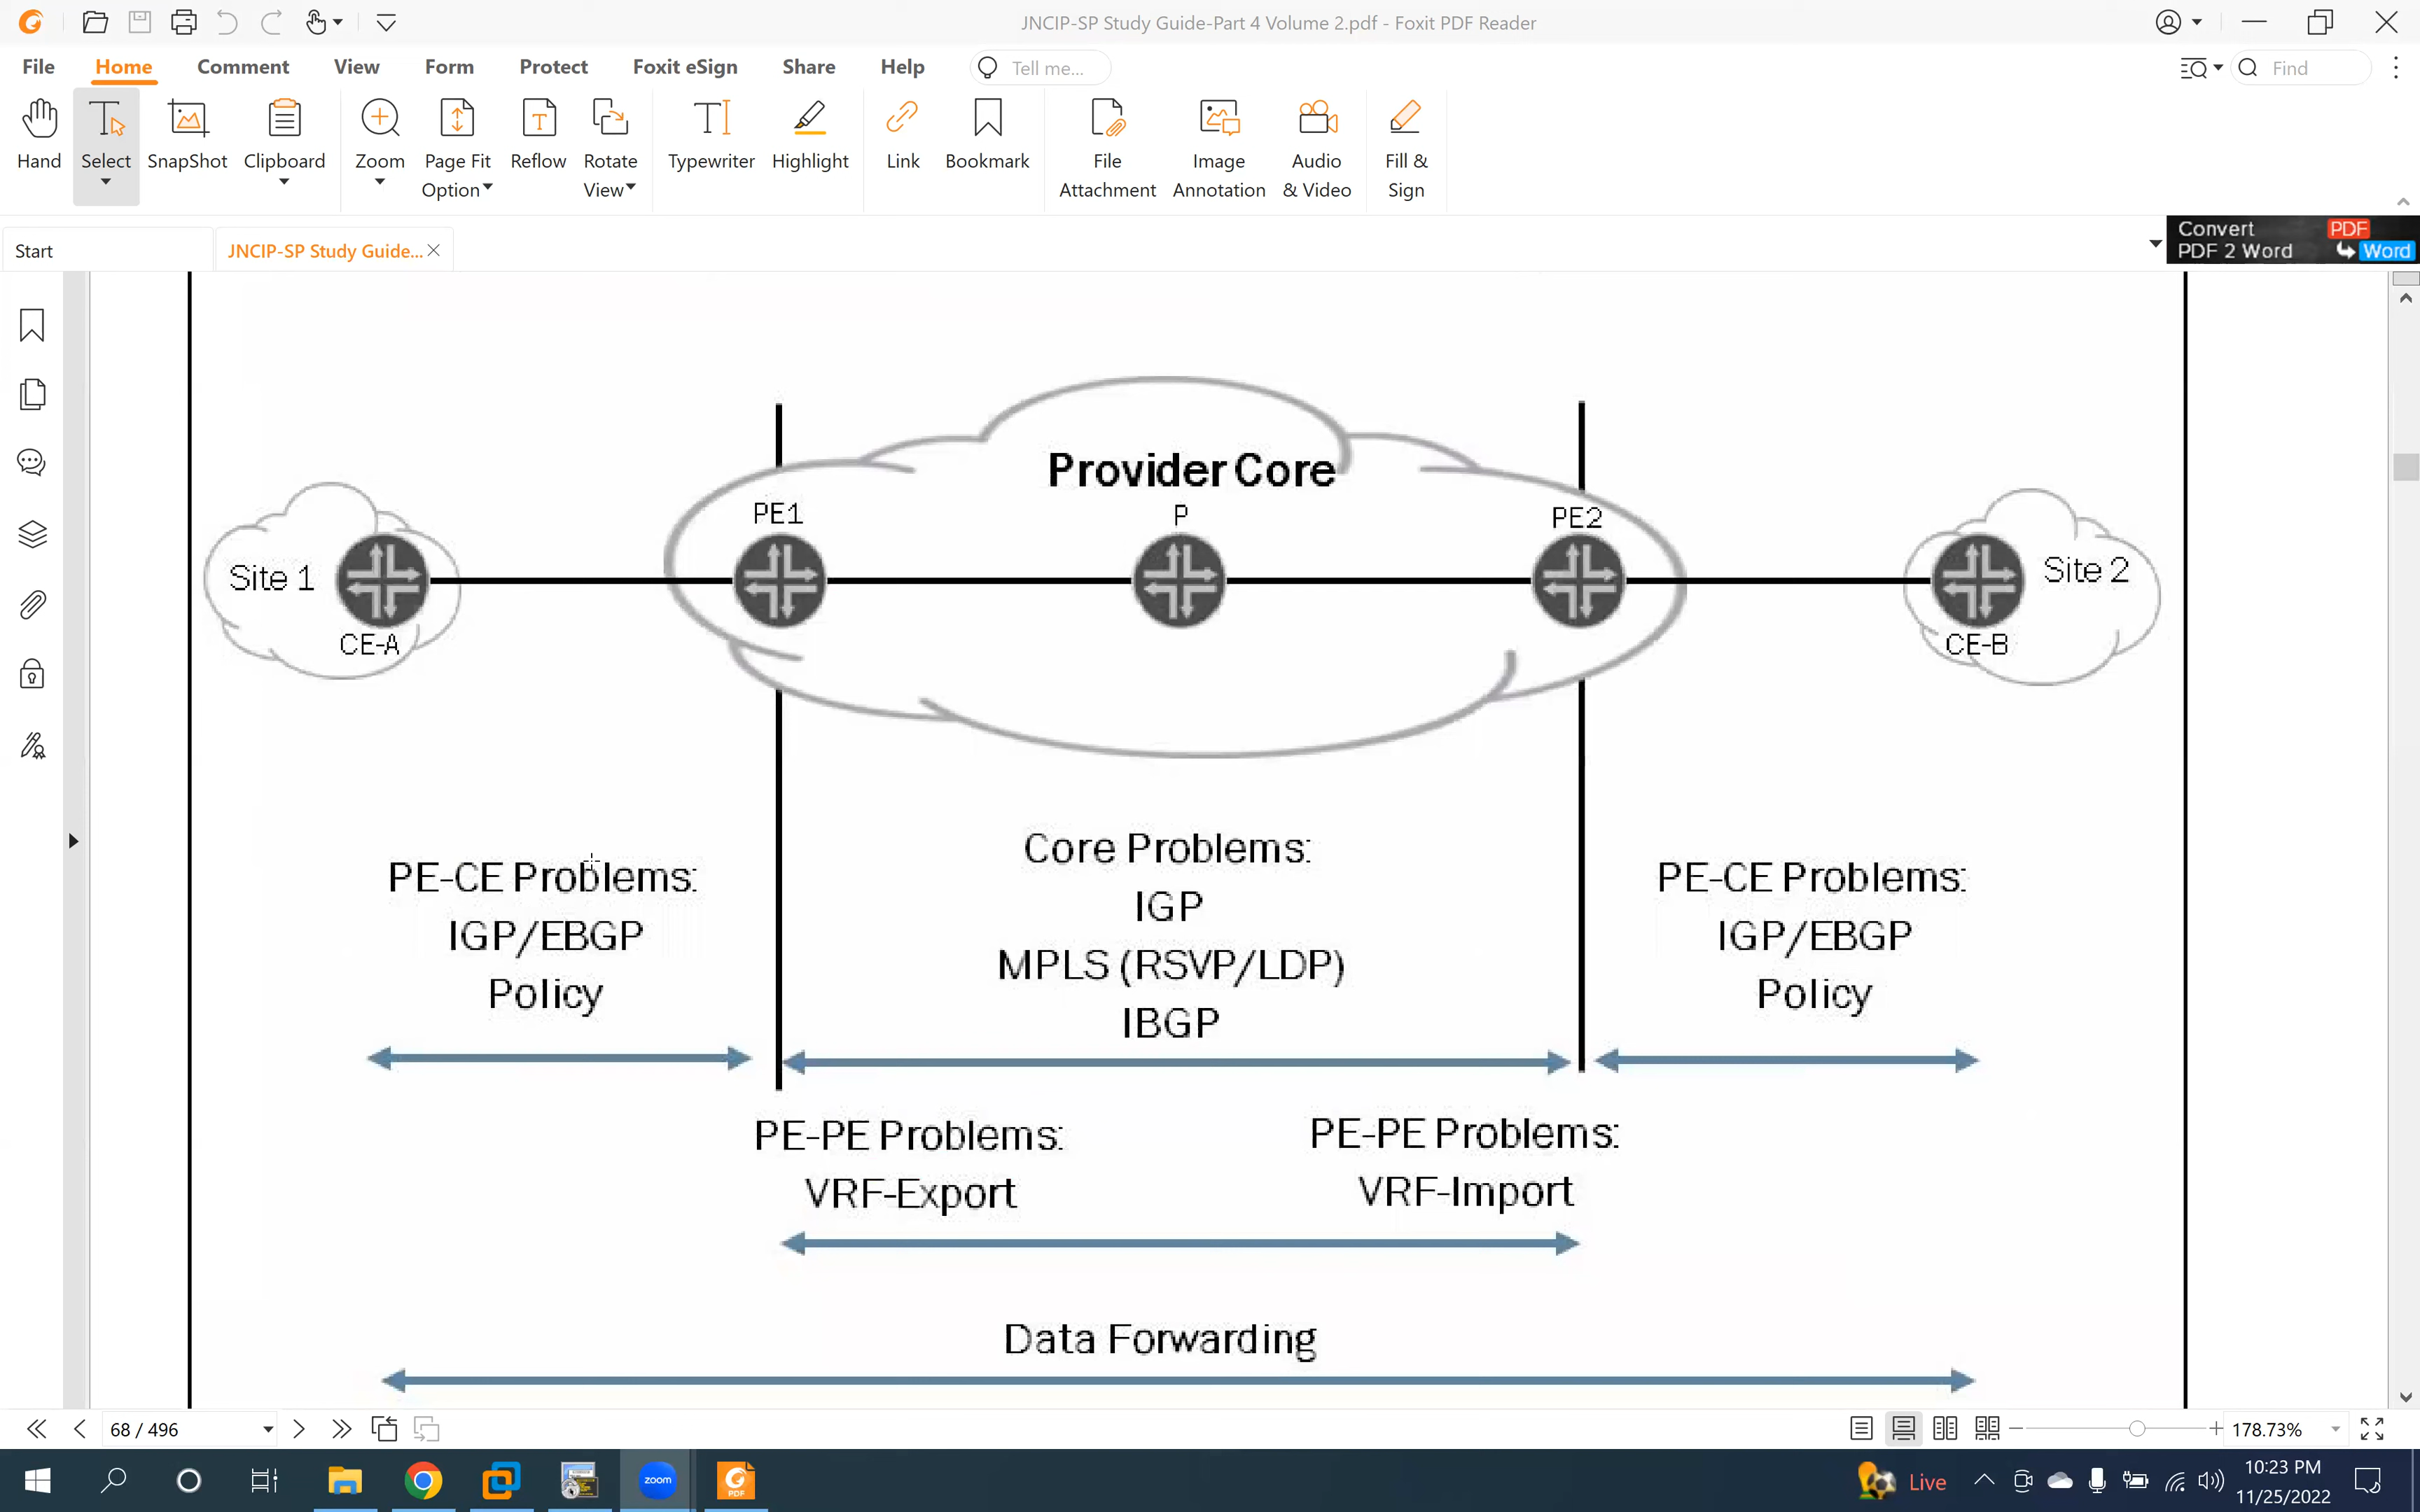 JNCIP-SP Study Guide-Part 4 Volume 2.pdf - Foxit PDF Reader
File Home Comment View Form Protect Foxit eSign Share Help Tell me... Find
Hand Select SnapShot Clipboard Zoom Page Fit Option Reflow Rotate View Typewriter Highlight Link Bookmark File Attachment Image Annotation Audio & Video Fill & Sign
Start JNCIP-SP Study Guide...
Convert PDF
PDF 2 Word Word
Provider Core
PE1 P PE2
Site 1 Site 2
CE-A CE-B
Core Problems:
IGP
MPLS (RSVP/LDP)
IBGP
PE-CE Problems:
IGP/EBGP
Policy
PE-CE Problems:
IGP/EBGP
Policy
PE-PE Problems:
VRF-Export
PE-PE Problems:
VRF-Import
Data Forwarding
68 / 496 178.73%
zoom PDF Live 10:23 PM
11/25/2022